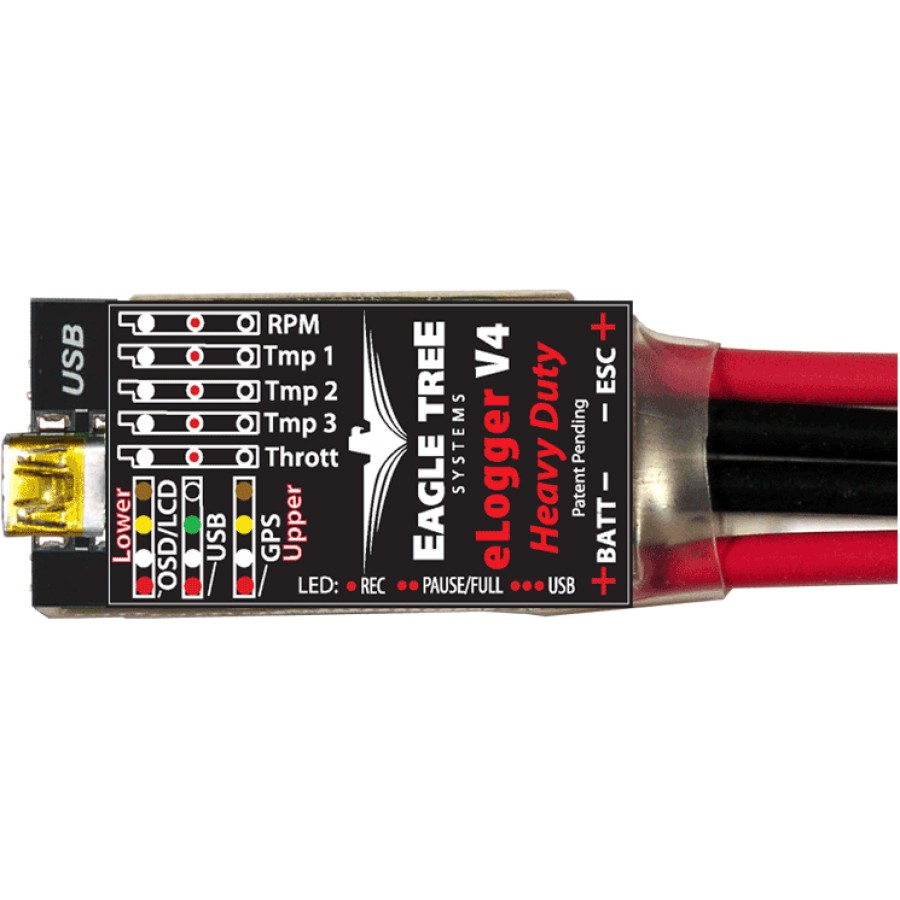 USB
RPM
Tmp 1
Tmp 2
Tmp 3
Thrott
Lower
OSD/LCD
USB
GPS
Upper
EAGLE TREE
SYSTEMS
eLogger V4
Heavy Duty
Patent Pending
+ BATT − − ESC +
LED: • REC •• PAUSE/FULL ••• USB